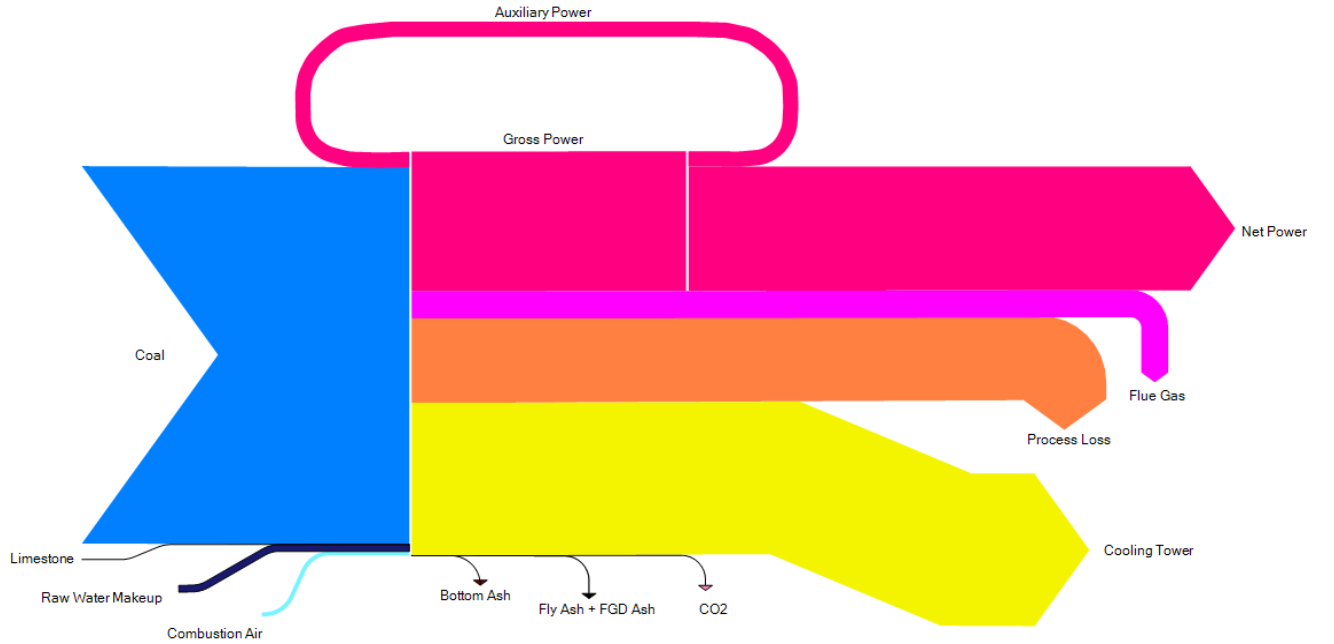 Auxiliary Power
Gross Power
Net Power
Coal
Flue Gas
Process Loss
Limestone
Cooling Tower
Raw Water Makeup
Bottom Ash
Fly Ash + FGD Ash
CO2
Combustion Air